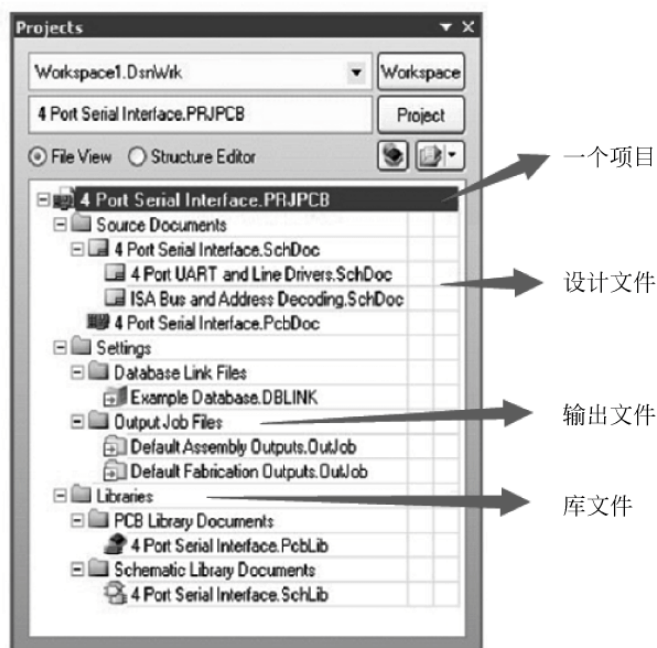 Projects
Workspace1.DsnWrk
Workspace
4 Port Serial Interface.PRJPCB
Project
File View
Structure Editor
一个项目
4 Port Serial Interface.PRJPCB
Source Documents
4 Port Serial Interface.SchDoc
4 Port UART and Line Drivers.SchDoc
设计文件
ISA Bus and Address Decoding.SchDoc
4 Port Serial Interface.PcbDoc
Settings
Database Link Files
Example Database.DBLINK
Output Job Files
输出文件
Default Assembly Outputs.OutJob
Default Fabrication Outputs.OutJob
Libraries
库文件
PCB Library Documents
4 Port Serial Interface.PcbLib
Schematic Library Documents
4 Port Serial Interface.SchLib